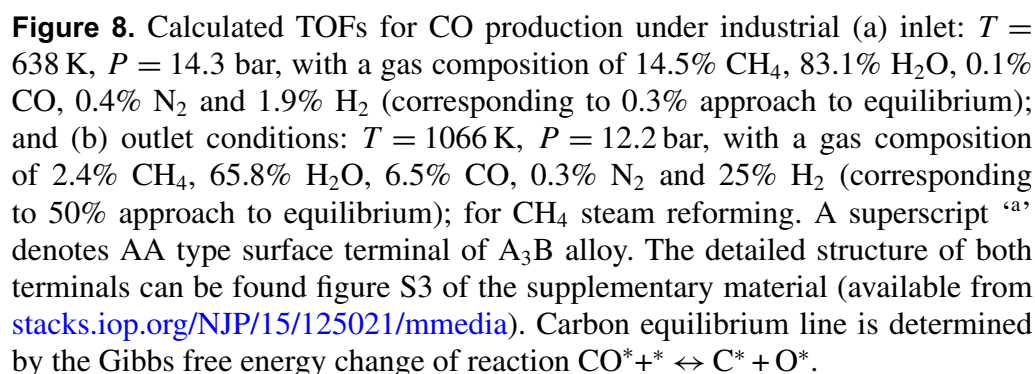 Figure 8. Calculated TOFs for CO production under industrial (a) inlet: T =
638 K, P = 14.3 bar, with a gas composition of 14.5% CH₄, 83.1% H₂O, 0.1%
CO, 0.4% N₂ and 1.9% H₂ (corresponding to 0.3% approach to equilibrium);
and (b) outlet conditions: T = 1066 K, P = 12.2 bar, with a gas composition
of 2.4% CH₄, 65.8% H₂O, 6.5% CO, 0.3% N₂ and 25% H₂ (corresponding
to 50% approach to equilibrium); for CH₄ steam reforming. A superscript ‘ᵃ’
denotes AA type surface terminal of A₃B alloy. The detailed structure of both
terminals can be found figure S3 of the supplementary material (available from
stacks.iop.org/NJP/15/125021/mmedia). Carbon equilibrium line is determined
by the Gibbs free energy change of reaction CO*+* ↔ C* + O*.